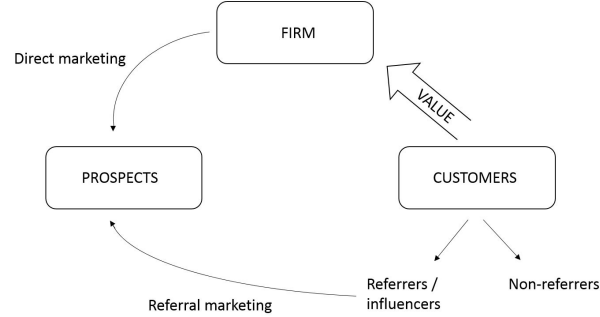 FIRM
Direct marketing
VALUE
PROSPECTS
CUSTOMERS
Referrers /
influencers
Non-referrers
Referral marketing